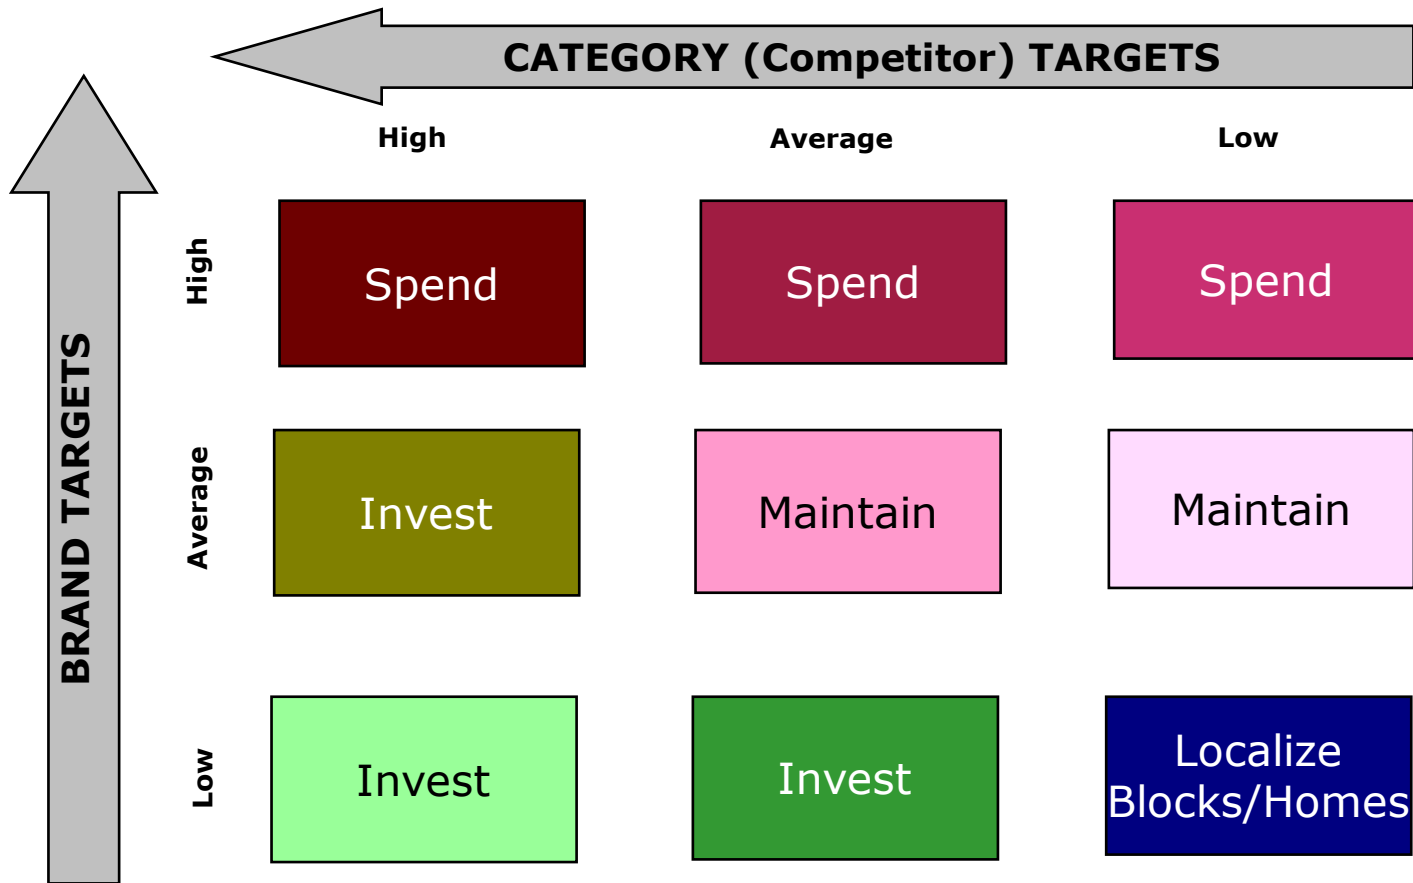 CATEGORY (Competitor) TARGETS
High
Average
Low
BRAND TARGETS
High
Spend
Spend
Spend
Average
Invest
Maintain
Maintain
Low
Invest
Invest
Localize
Blocks/Homes